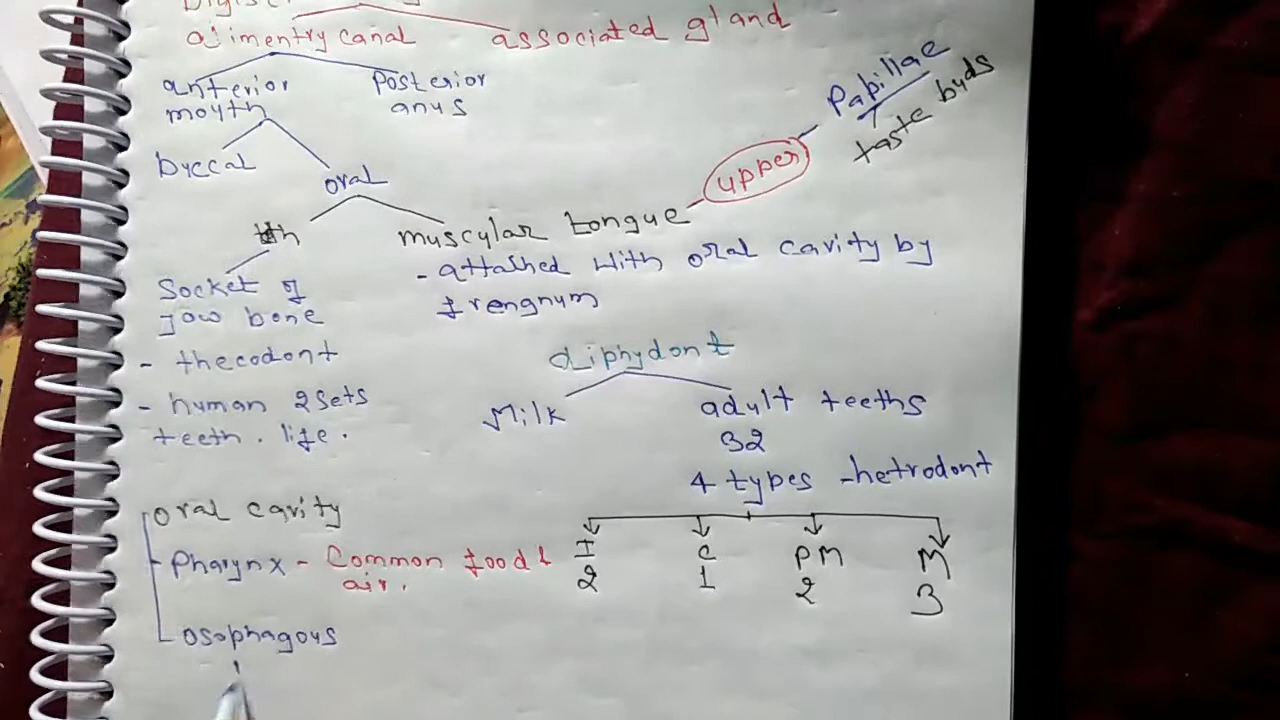 alimentry canal
associated gland
anterior
mouth
Posterior
anus
buccal
oral
upper
Papillae
taste buds
muscular tongue
- attached with oral cavity by
frengnum
Socket of
jaw bone
- thecodont
- human 2 sets
teeth . life .
diphydont
Milk
adult teeths
32
4 types - hetrodont
I
2
C
1
PM
2
M
3
oral cavity
Pharynx - Common food &
air.
osophagous